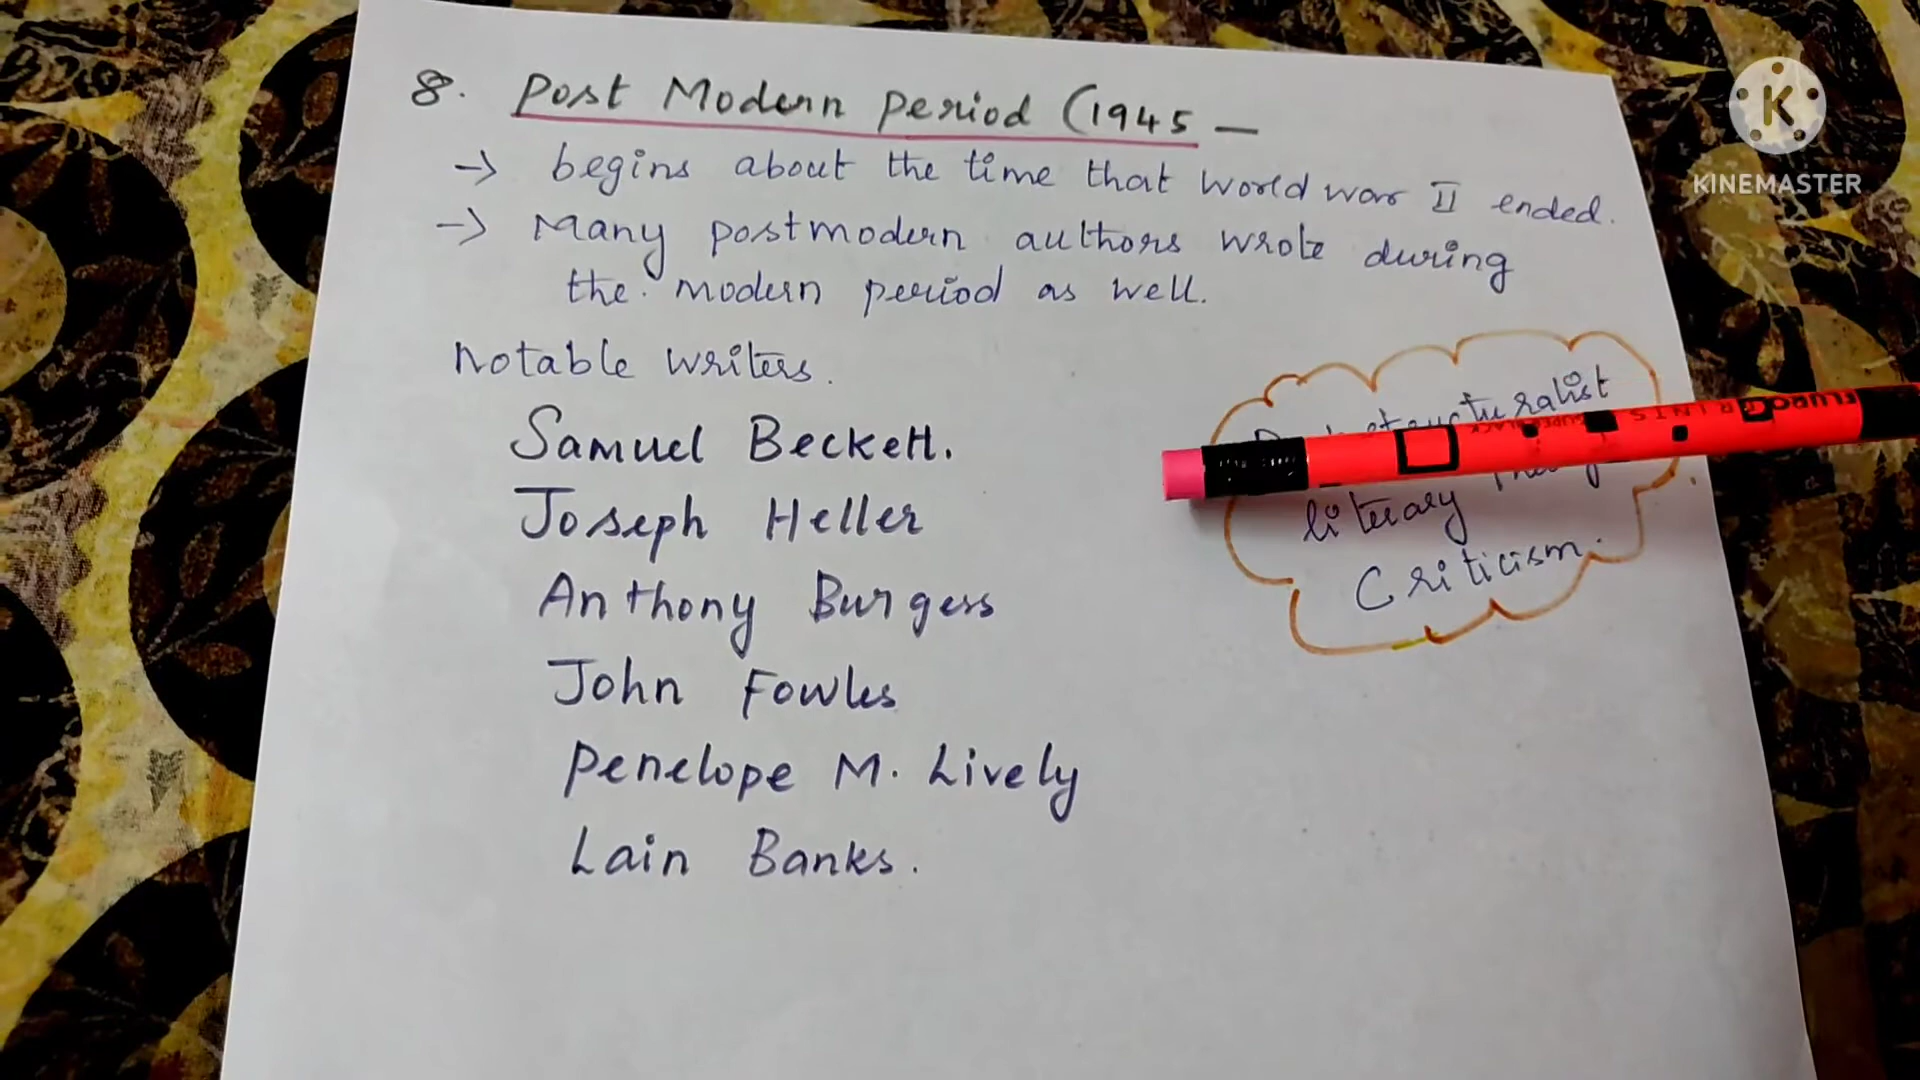 8. Post Modern Period (1945 —
→ begins about the time that World War II ended.
→ Many postmodern authors wrote during
the modern period as well.
Notable writers.
Samuel Beckett.
Joseph Heller
Anthony Burgess
John Fowles
Penelope M. Lively
Lain Banks.
literary
Criticism.
K
KINEMASTER